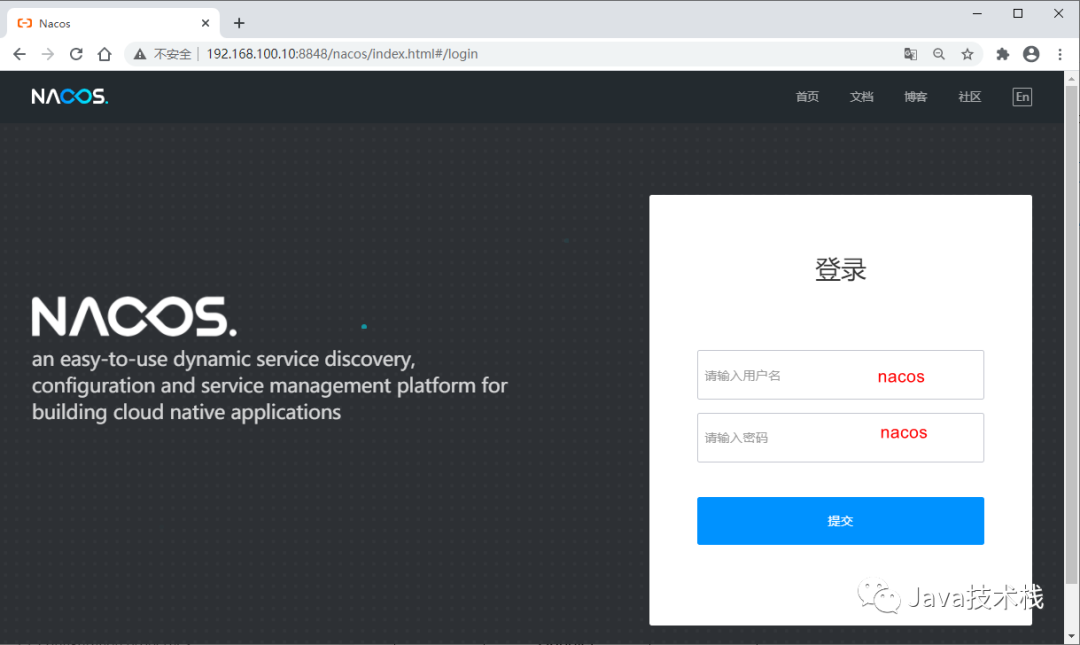 Nacos
不安全 192.168.100.10:8848/nacos/index.html#/login
NACOS.
首页 文档 博客 社区 En
登录
NACOS.
an easy-to-use dynamic service discovery,
configuration and service management platform for
building cloud native applications
请输入用户名 nacos
请输入密码 nacos
提交
Java技术栈